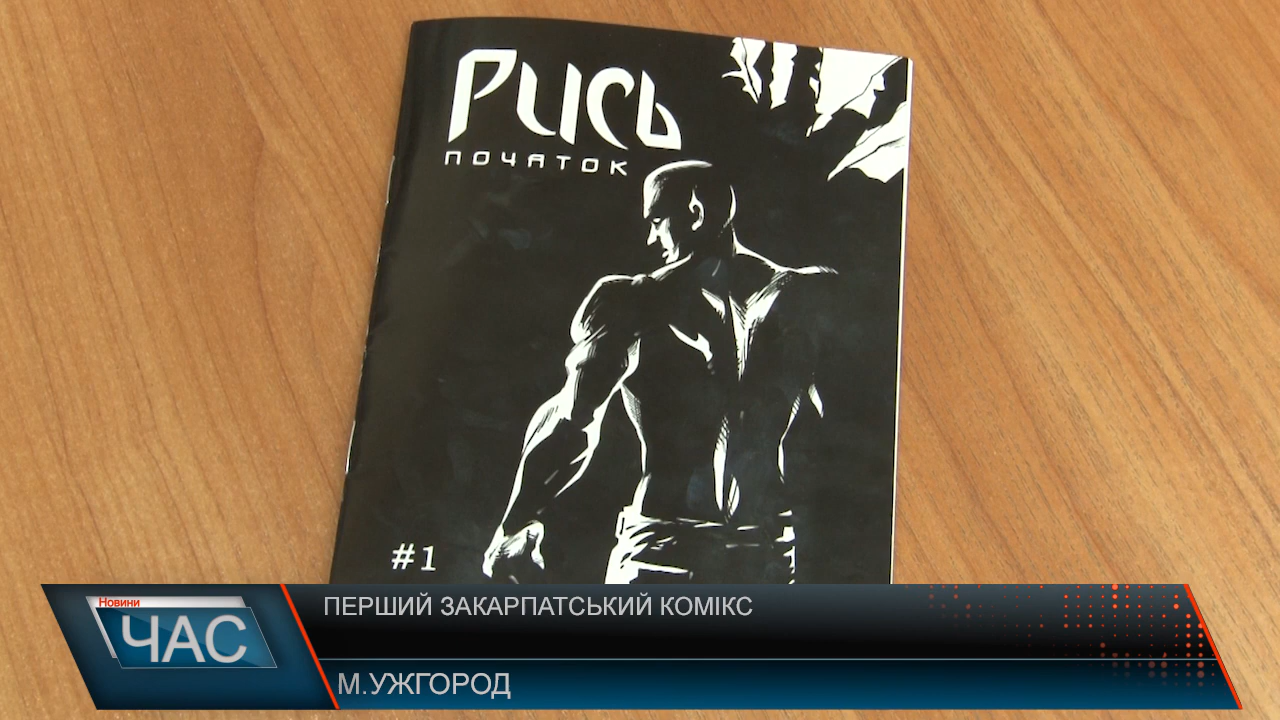 Рись
ПОЧАТОК
#1
Новини
ЧАС
ПЕРШИЙ ЗАКАРПАТСЬКИЙ КОМІКС
М.УЖГОРОД